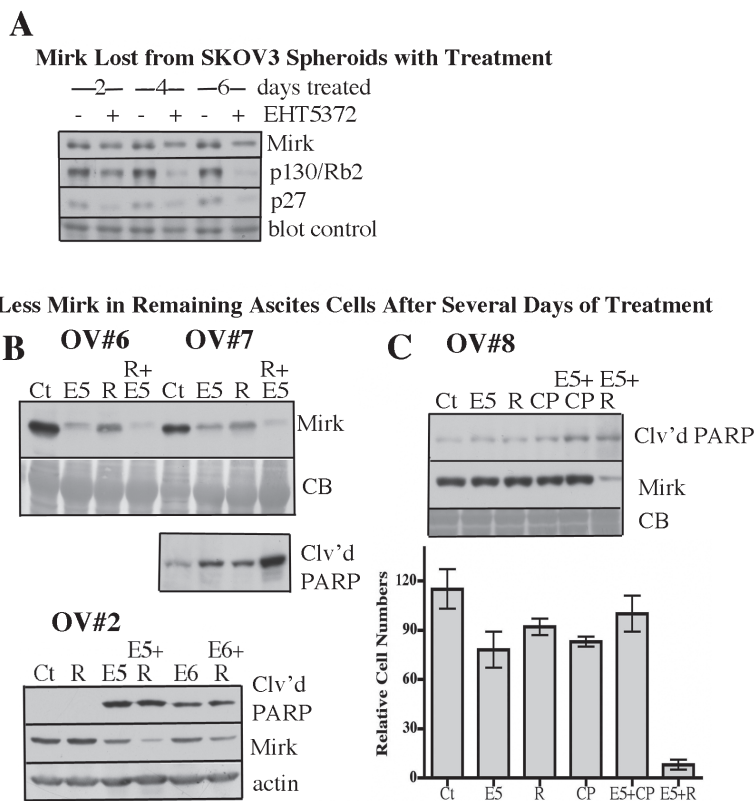 A
Mirk Lost from SKOV3 Spheroids with Treatment
—2— —4— —6— days treated
- + - + - + EHT5372
Mirk
p130/Rb2
p27
blot control
Less Mirk in Remaining Ascites Cells After Several Days of Treatment
B
OV#6 OV#7
R+ R+
Ct E5 R E5 Ct E5 R E5
Mirk
CB
Clv'd
PARP
OV#2
E5+ E6+
Ct R E5 R E6 R
Clv'd
PARP
Mirk
actin
C
OV#8
E5+ E5+
Ct E5 R CP CP R
Clv'd PARP
Mirk
CB
Relative Cell Numbers
120
90
60
30
0
Ct E5 R CP E5+CP E5+R